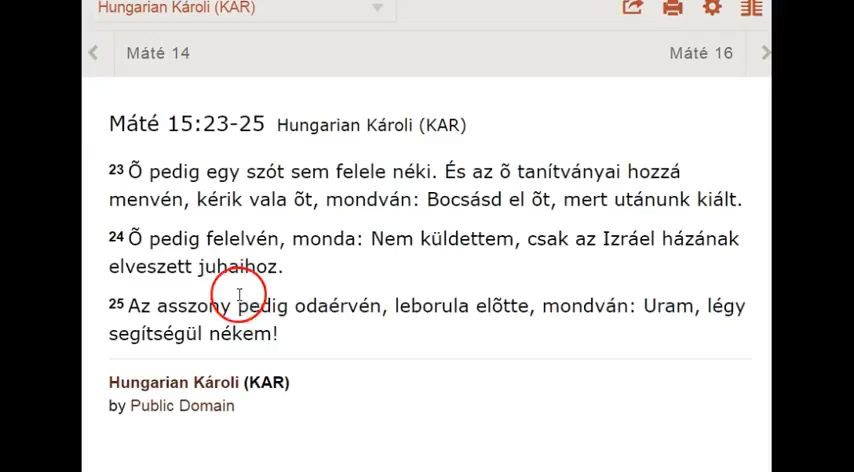 Hungarian Károli (KAR)
Máté 14 Máté 16
Máté 15:23-25 Hungarian Károli (KAR)
23 Õ pedig egy szót sem felele néki. És az õ tanítványai hozzá
menvén, kérik vala õt, mondván: Bocsásd el õt, mert utánunk kiált.
24 Õ pedig felelvén, monda: Nem küldettem, csak az Izráel házának
elveszett juhaihoz.
25 Az asszony pedig odaérvén, leborula elõtte, mondván: Uram, légy
segítségül nékem!
Hungarian Károli (KAR)
by Public Domain